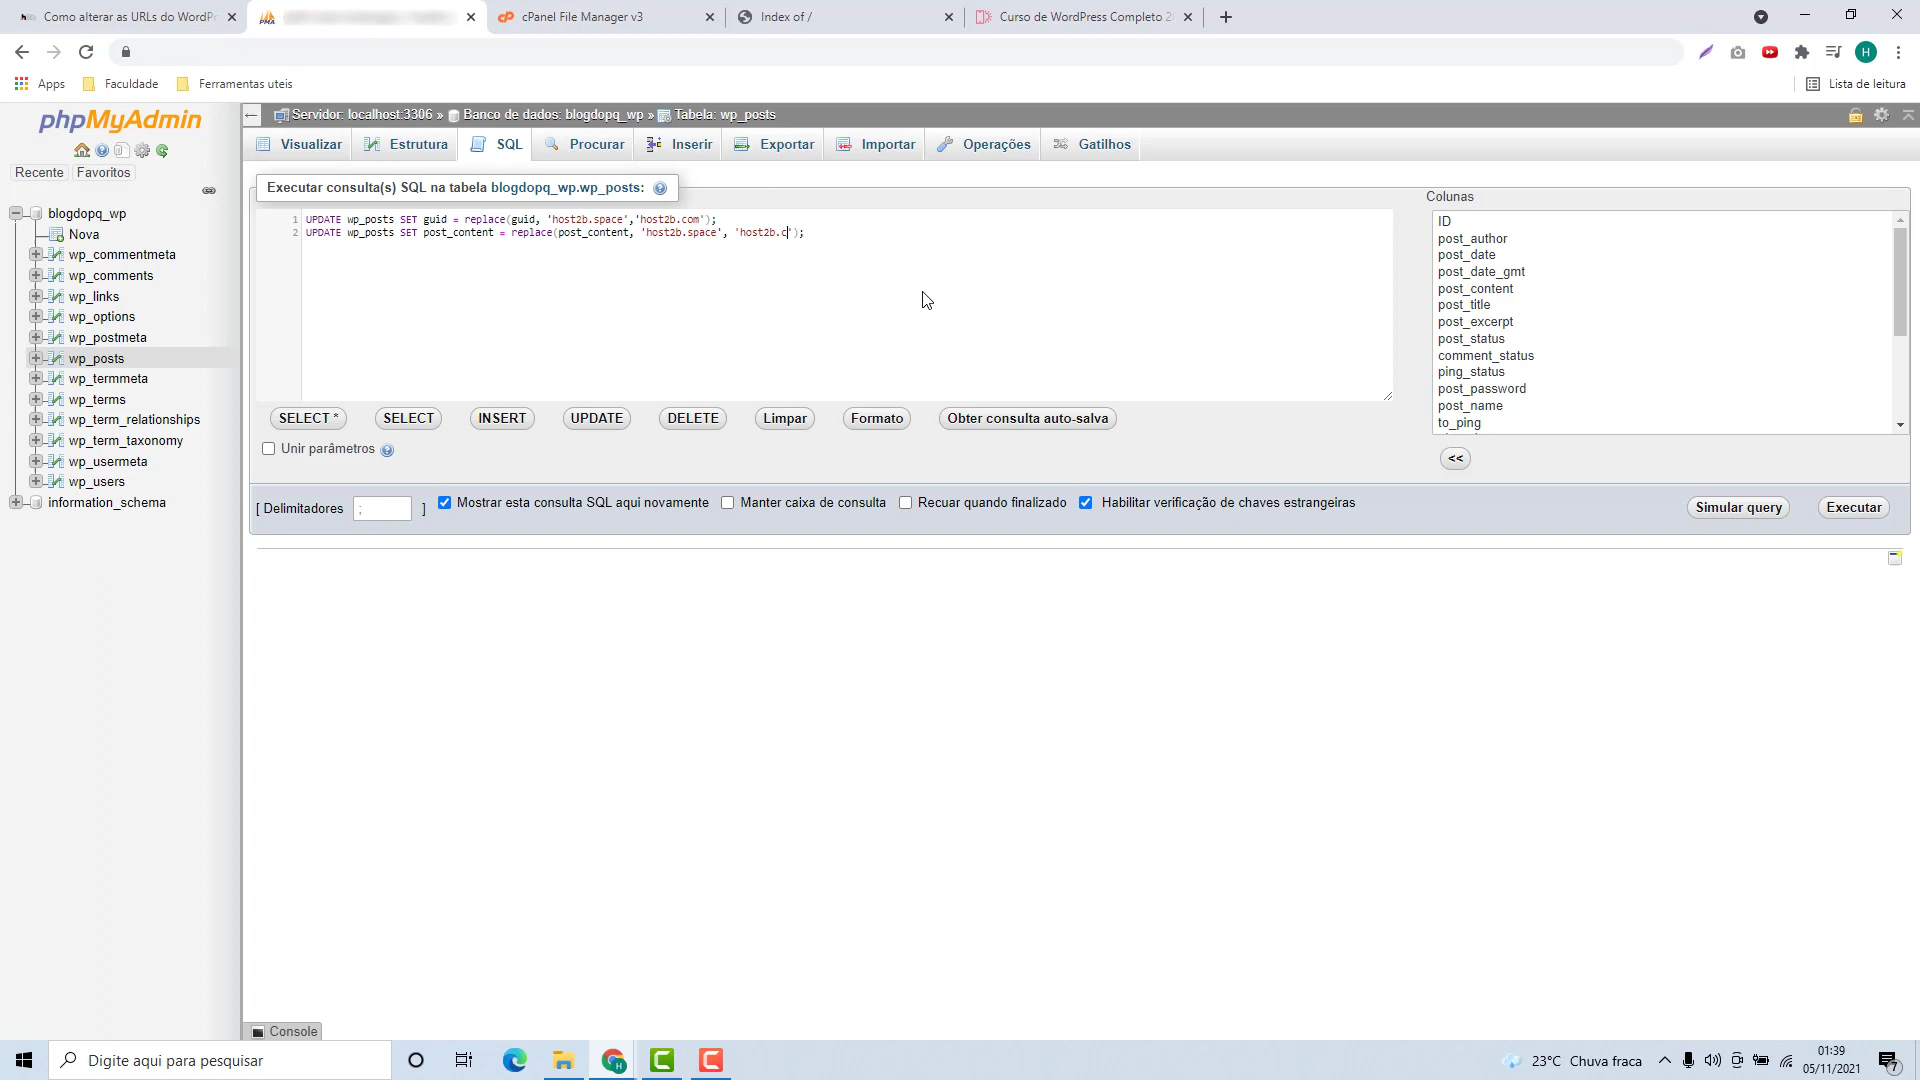 Como alterar as URLs do WordPr
PMA
cPanel File Manager v3
Index of /
Curso de WordPress Completo 2
H
Apps
Faculdade
Ferramentas uteis
Lista de leitura
phpMyAdmin
Recente
Favoritos
blogdopq_wp
Nova
wp_commentmeta
wp_comments
wp_links
wp_options
wp_postmeta
wp_posts
wp_termmeta
wp_terms
wp_term_relationships
wp_term_taxonomy
wp_usermeta
wp_users
information_schema
Servidor: localhost:3306 » Banco de dados: blogdopq_wp » Tabela: wp_posts
Visualizar
Estrutura
SQL
Procurar
Inserir
Exportar
Importar
Operações
Gatilhos
Executar consulta(s) SQL na tabela blogdopq_wp.wp_posts:
1 UPDATE wp_posts SET guid = replace(guid, 'host2b.space','host2b.com');
2 UPDATE wp_posts SET post_content = replace(post_content, 'host2b.space', 'host2b.c');
SELECT *
SELECT
INSERT
UPDATE
DELETE
Limpar
Formato
Obter consulta auto-salva
Unir parâmetros
Colunas
ID
post_author
post_date
post_date_gmt
post_content
post_title
post_excerpt
post_status
comment_status
ping_status
post_password
post_name
to_ping
<<
[ Delimitadores ; ]
Mostrar esta consulta SQL aqui novamente
Manter caixa de consulta
Recuar quando finalizado
Habilitar verificação de chaves estrangeiras
Simular query
Executar
Console
Digite aqui para pesquisar
23°C Chuva fraca
01:39
05/11/2021
7